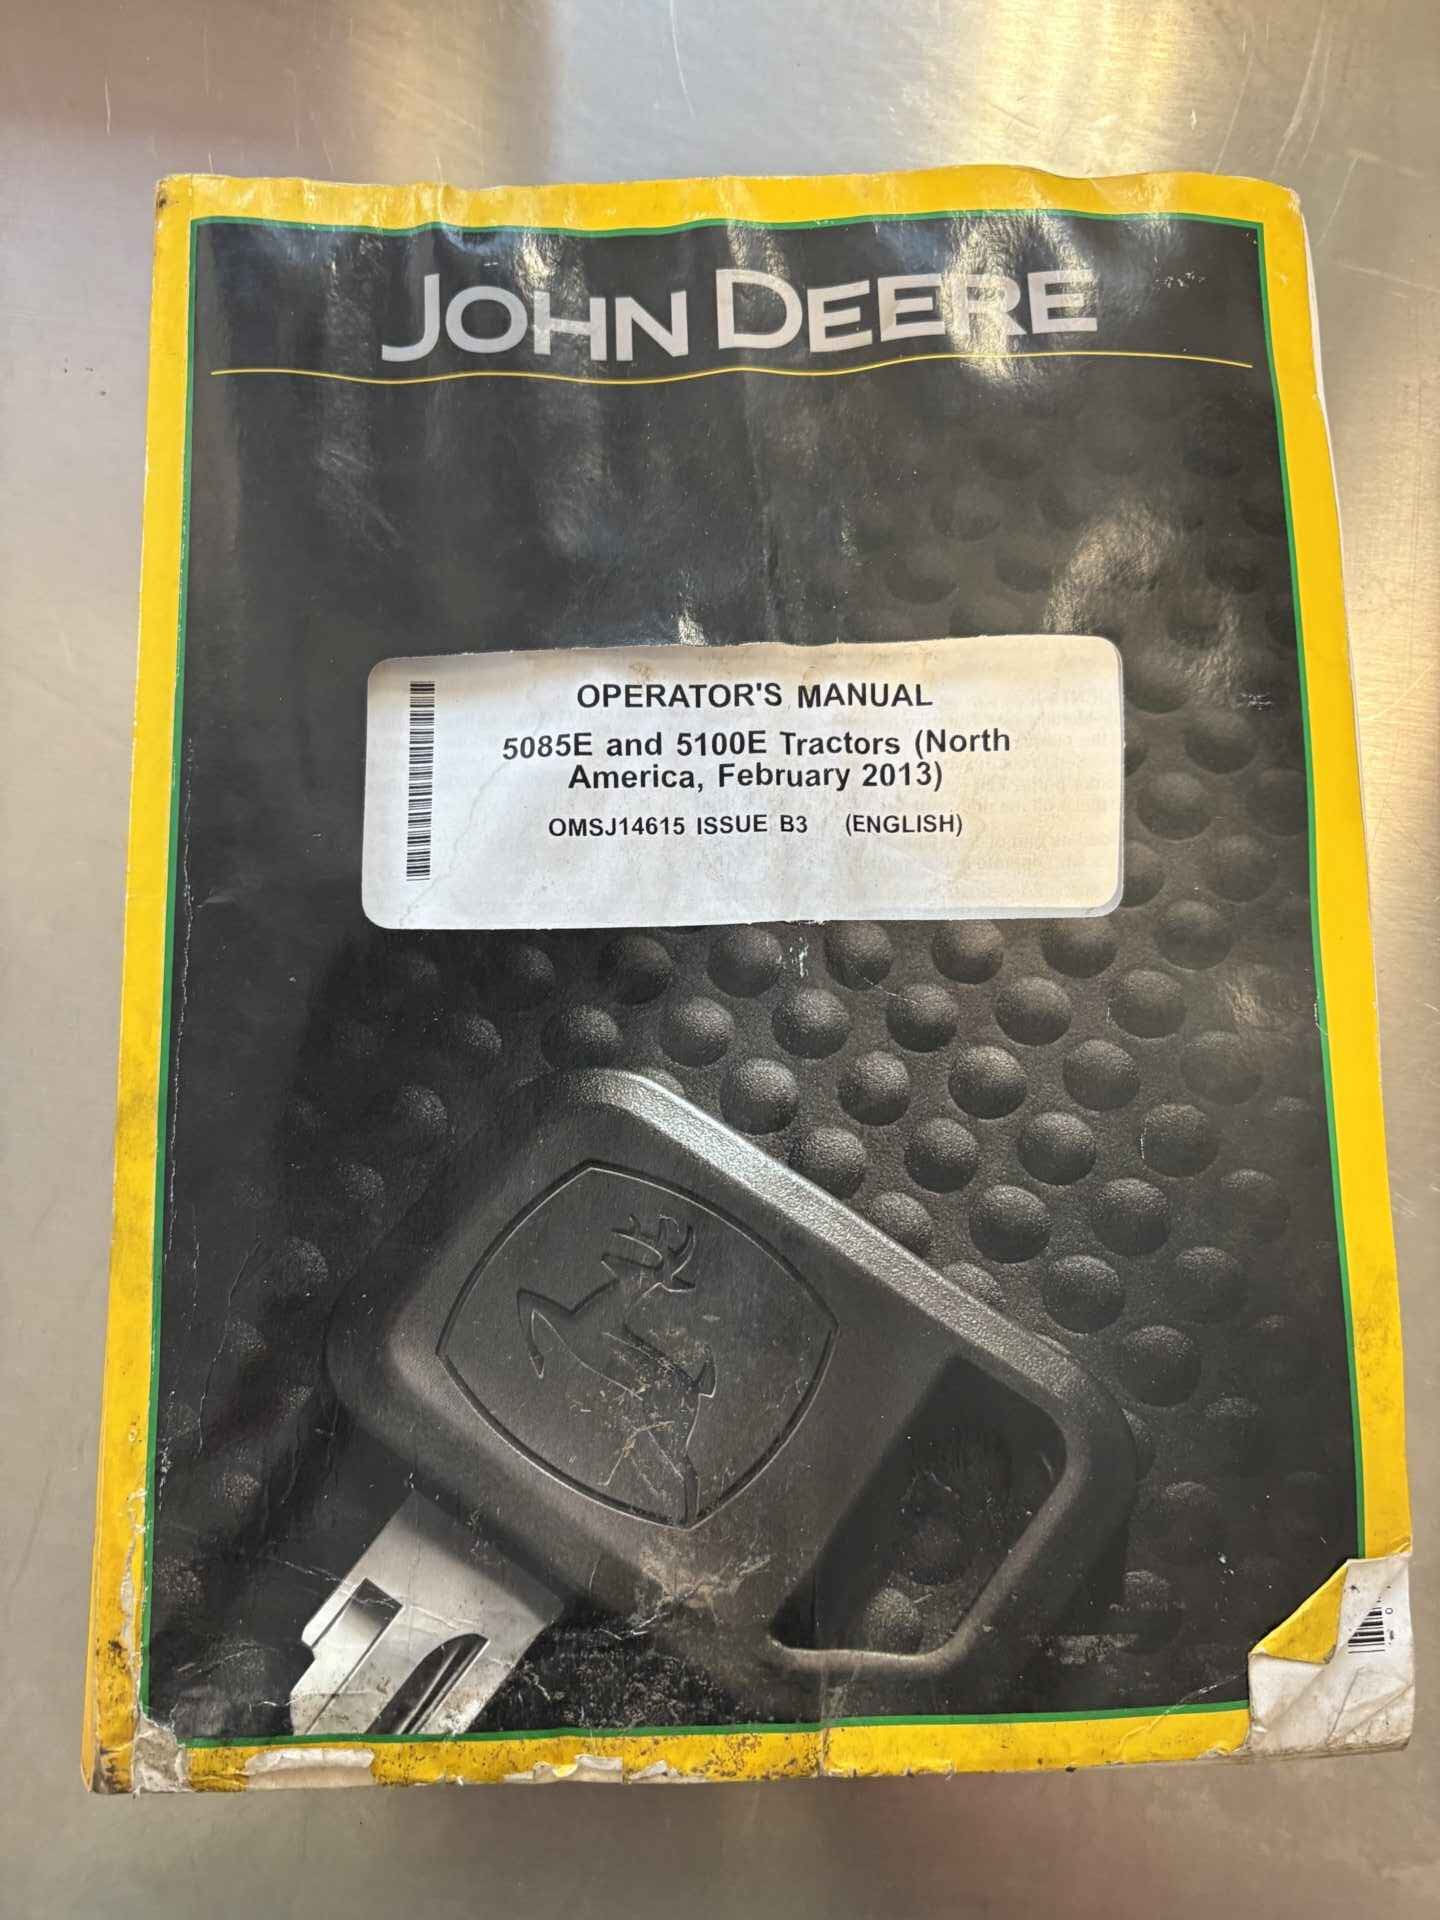 JOHN DEERE
OPERATOR'S MANUAL
5085E and 5100E Tractors (North
America, February 2013)
OMSJ14615 ISSUE B3 (ENGLISH)